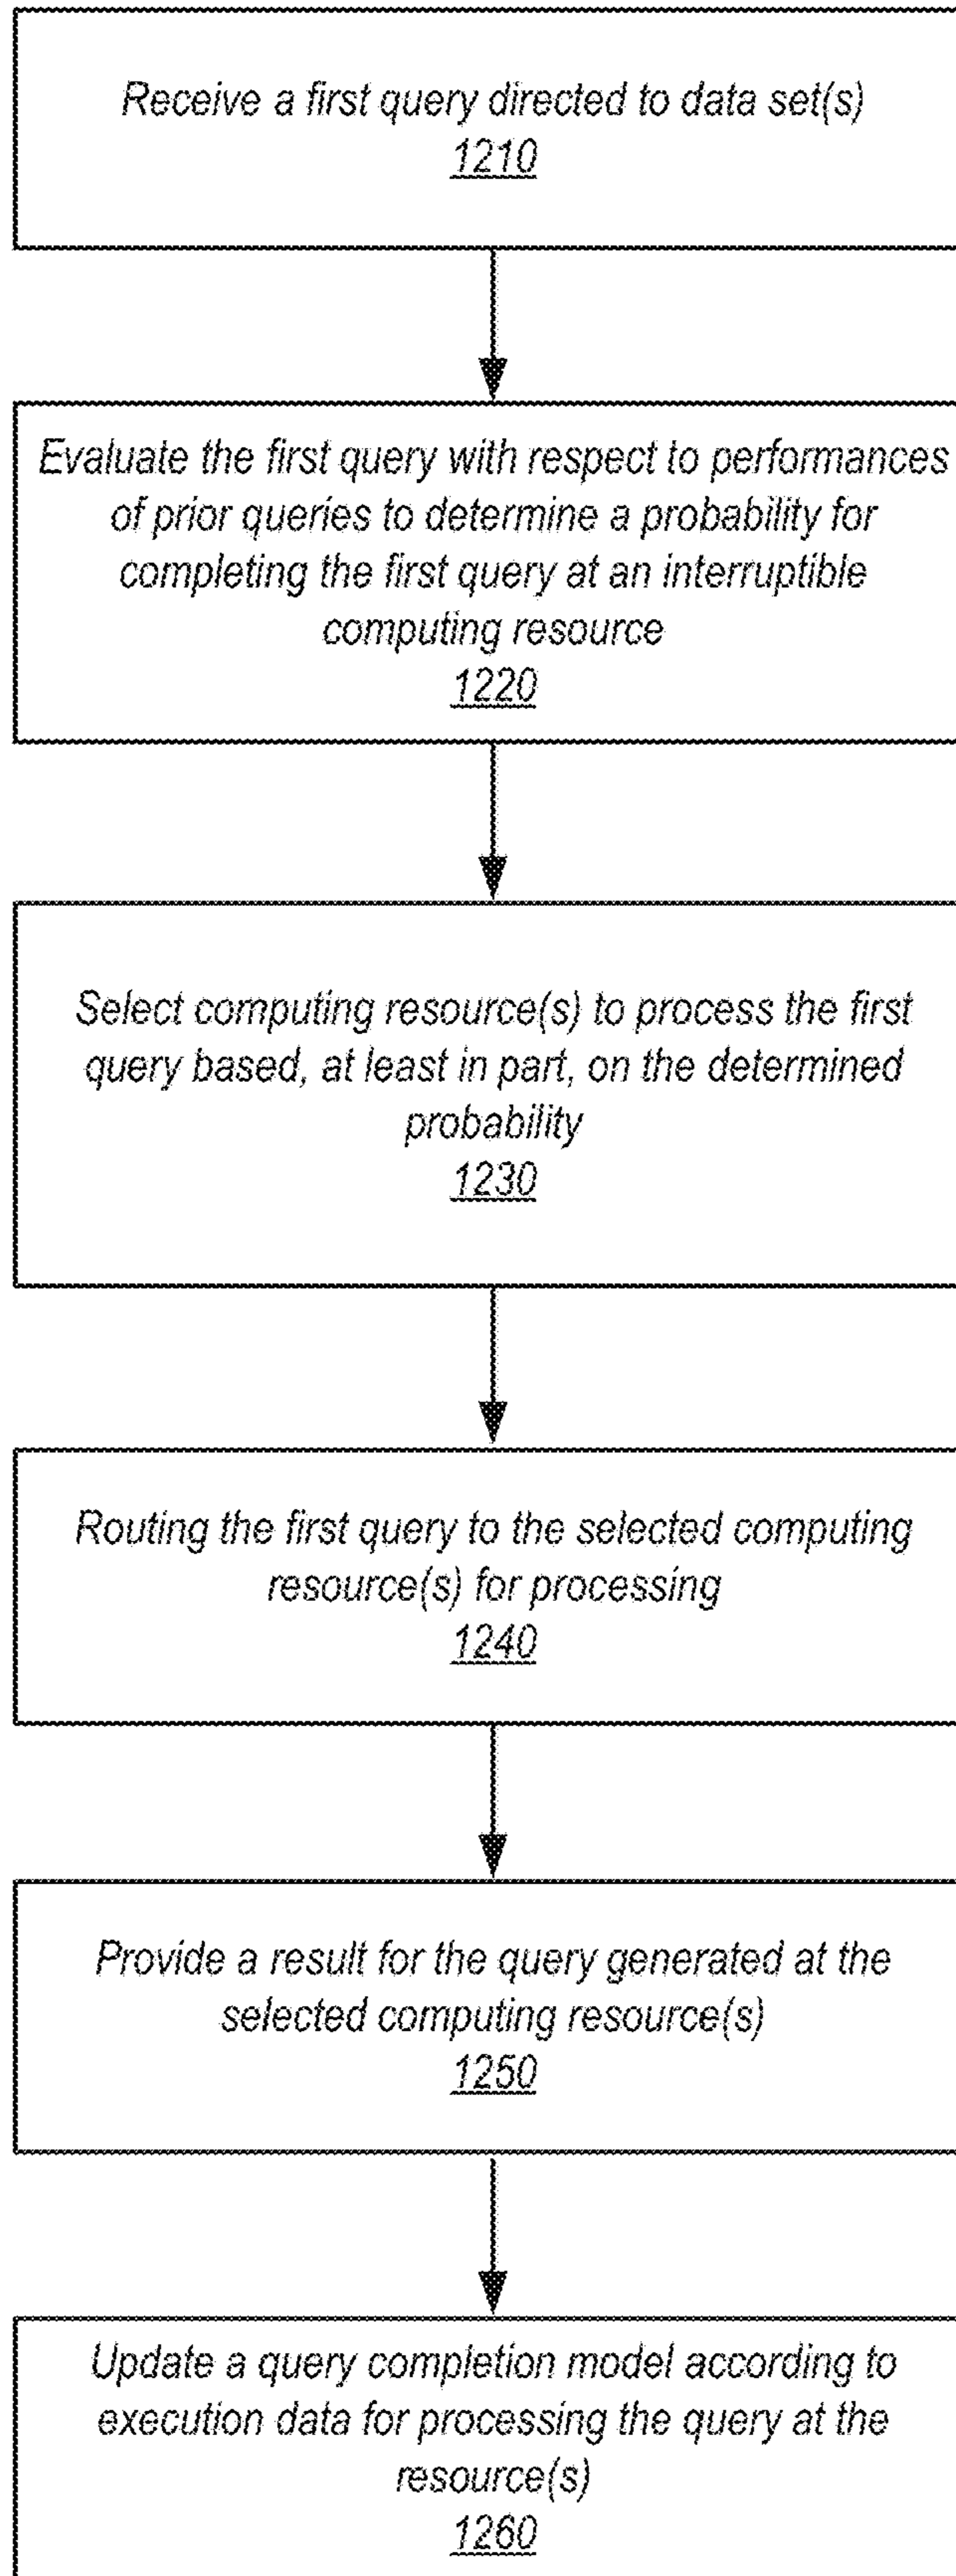 Receive a first query directed to data set(s)
1210
Evaluate the first query with respect to performances
of prior queries to determine a probability for
completing the first query at an interruptible
computing resource
1220
Select computing resource(s) to process the first
query based, at least in part, on the determined
probability
1230
Routing the first query to the selected computing
resource(s) for processing
1240
Provide a result for the query generated at the
selected computing resource(s)
1250
Update a query completion model according to
execution data for processing the query at the
resource(s)
1260